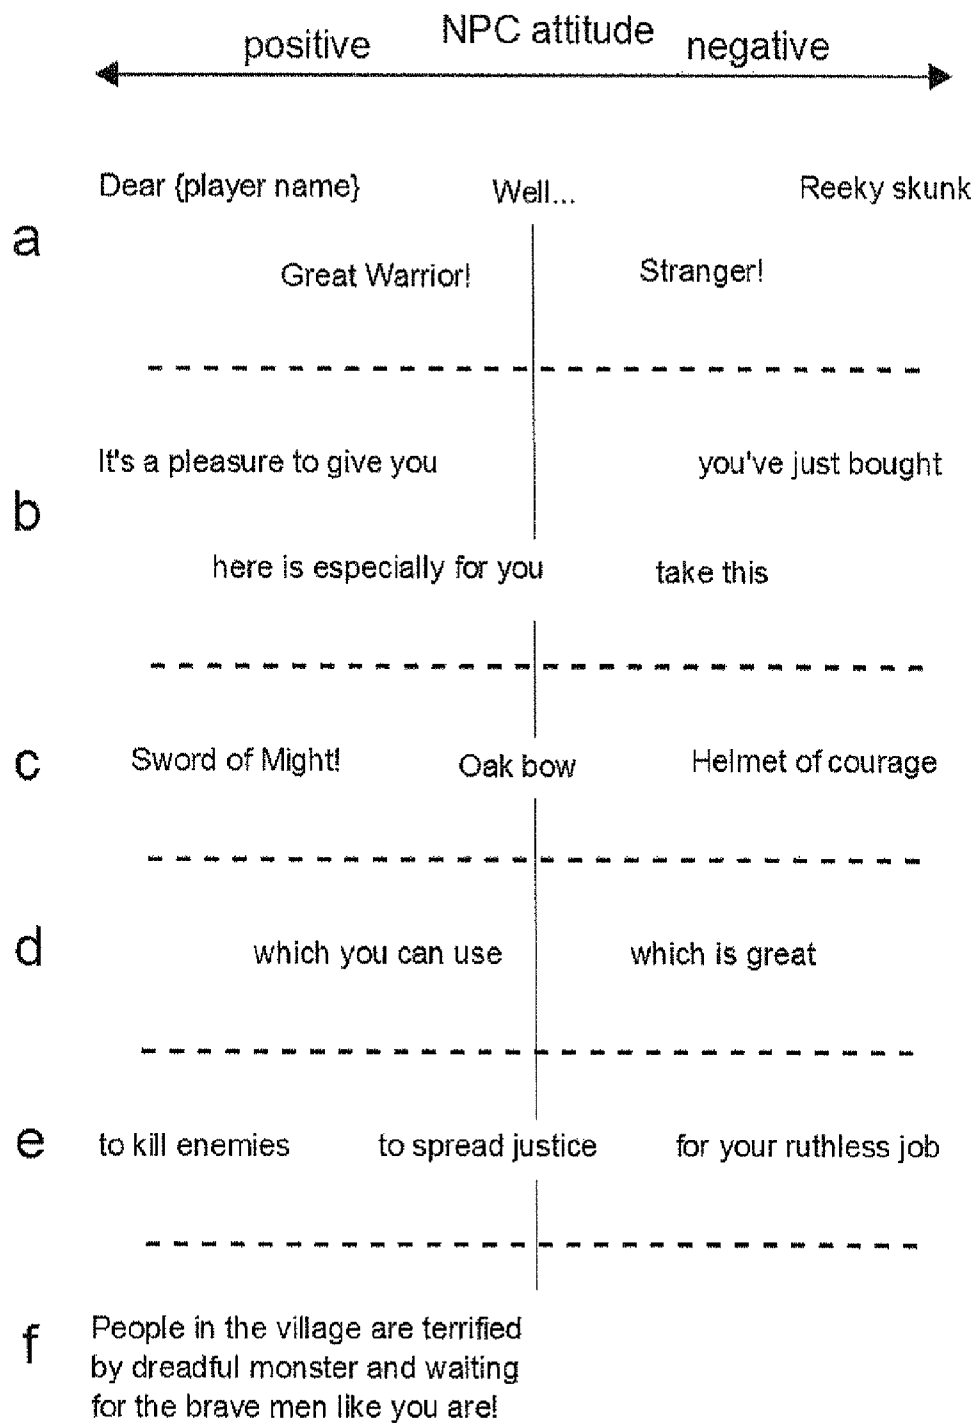 NPC attitude
positive negative
Dear {player name} Well... Reeky skunk
a
Great Warrior! Stranger!
It's a pleasure to give you you've just bought
b
here is especially for you take this
c Sword of Might! Oak bow Helmet of courage
d which you can use which is great
e to kill enemies to spread justice for your ruthless job
f
People in the village are terrified
by dreadful monster and waiting
for the brave men like you are!